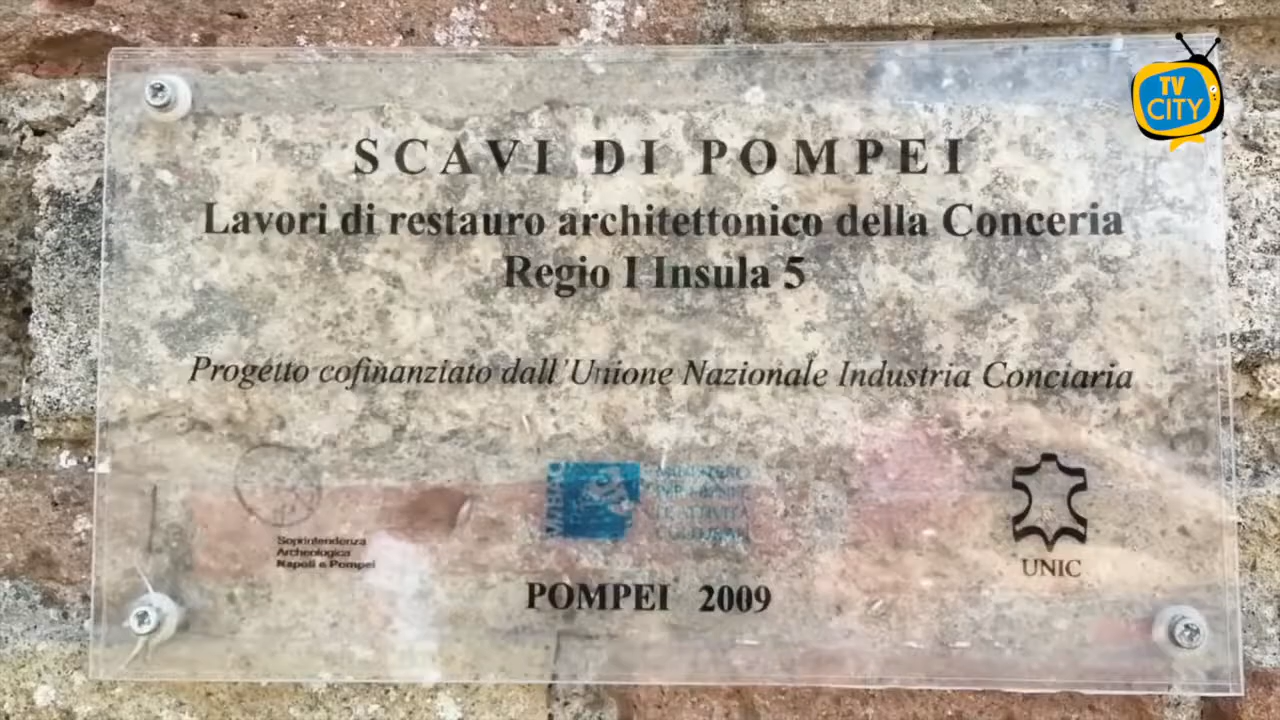 TV
CITY
SCAVI DI POMPEI
Lavori di restauro architettonico della Conceria
Regio I Insula 5
Progetto cofinanziato dall'Unione Nazionale Industria Conciaria
Soprintendenza
Archeologica
Napoli e Pompei
MINISTERO
UNIC
POMPEI 2009